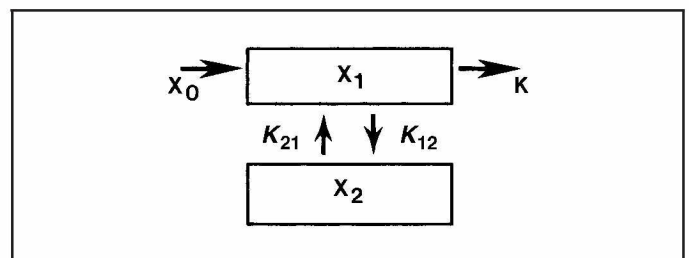 X₁
X₀ K
K₂₁ K₁₂
X₂